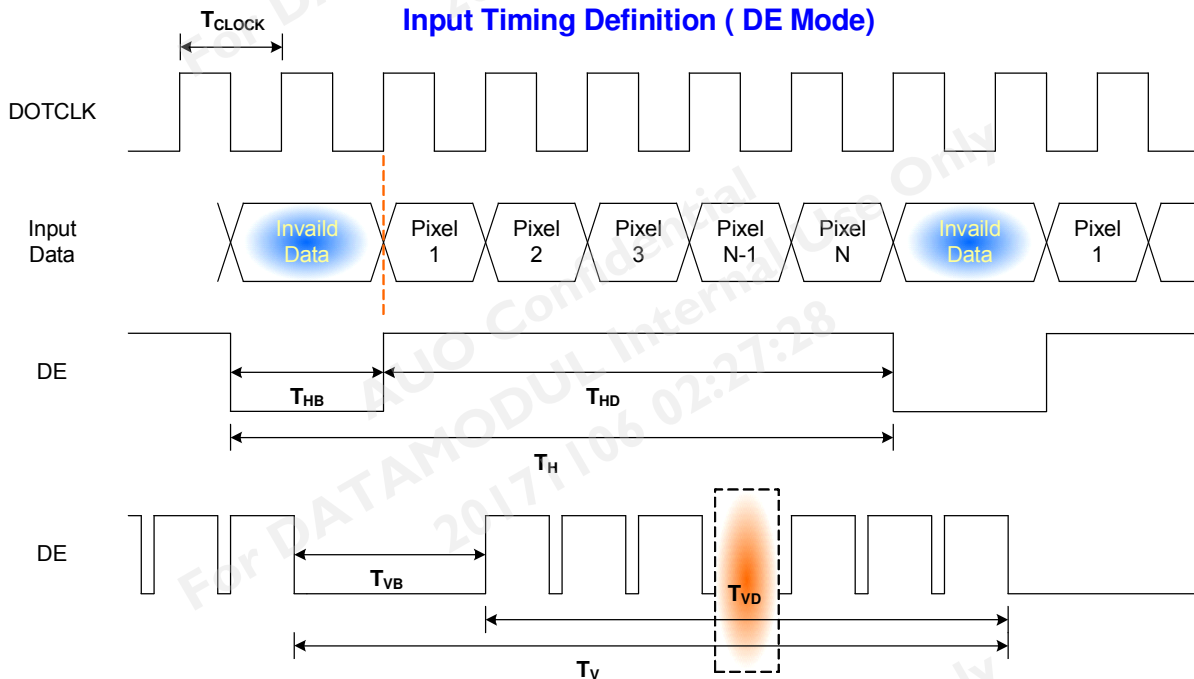 Input Timing Definition ( DE Mode)
TCLOCK
DOTCLK
Input
Data
Invaild
Data
Pixel
1
Pixel
2
Pixel
3
Pixel
N-1
Pixel
N
Invaild
Data
Pixel
1
DE
THB
THD
TH
DE
TVB
TVD
TV
AUO Confidential
For DATAMODUL Internal Use Only
20171106 02:27:28